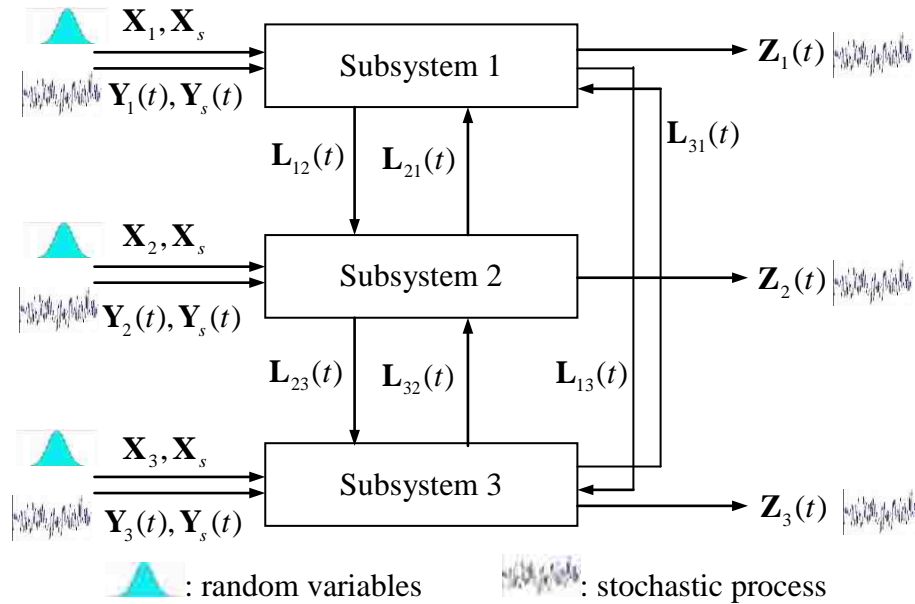 X₁, Xₛ
Y₁(t), Yₛ(t)
Subsystem 1
Z₁(t)
L₁₂(t)
L₂₁(t)
L₃₁(t)
X₂, Xₛ
Y₂(t), Yₛ(t)
Subsystem 2
Z₂(t)
L₂₃(t)
L₃₂(t)
L₁₃(t)
X₃, Xₛ
Y₃(t), Yₛ(t)
Subsystem 3
Z₃(t)
: random variables
: stochastic process